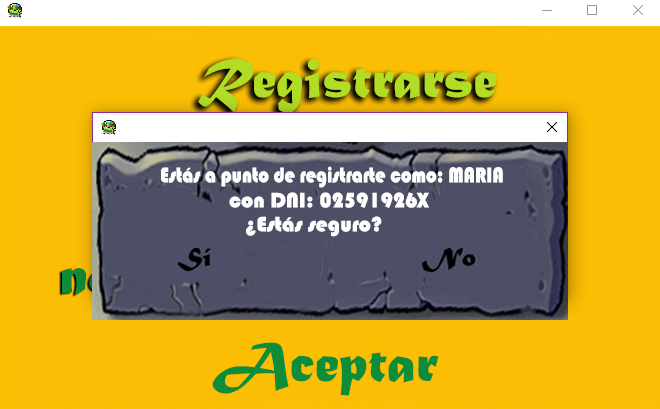 Registrarse
Estás a punto de registrarte como: MARIA
con DNI: 02591926X
¿Estás seguro?
Sí No
Aceptar